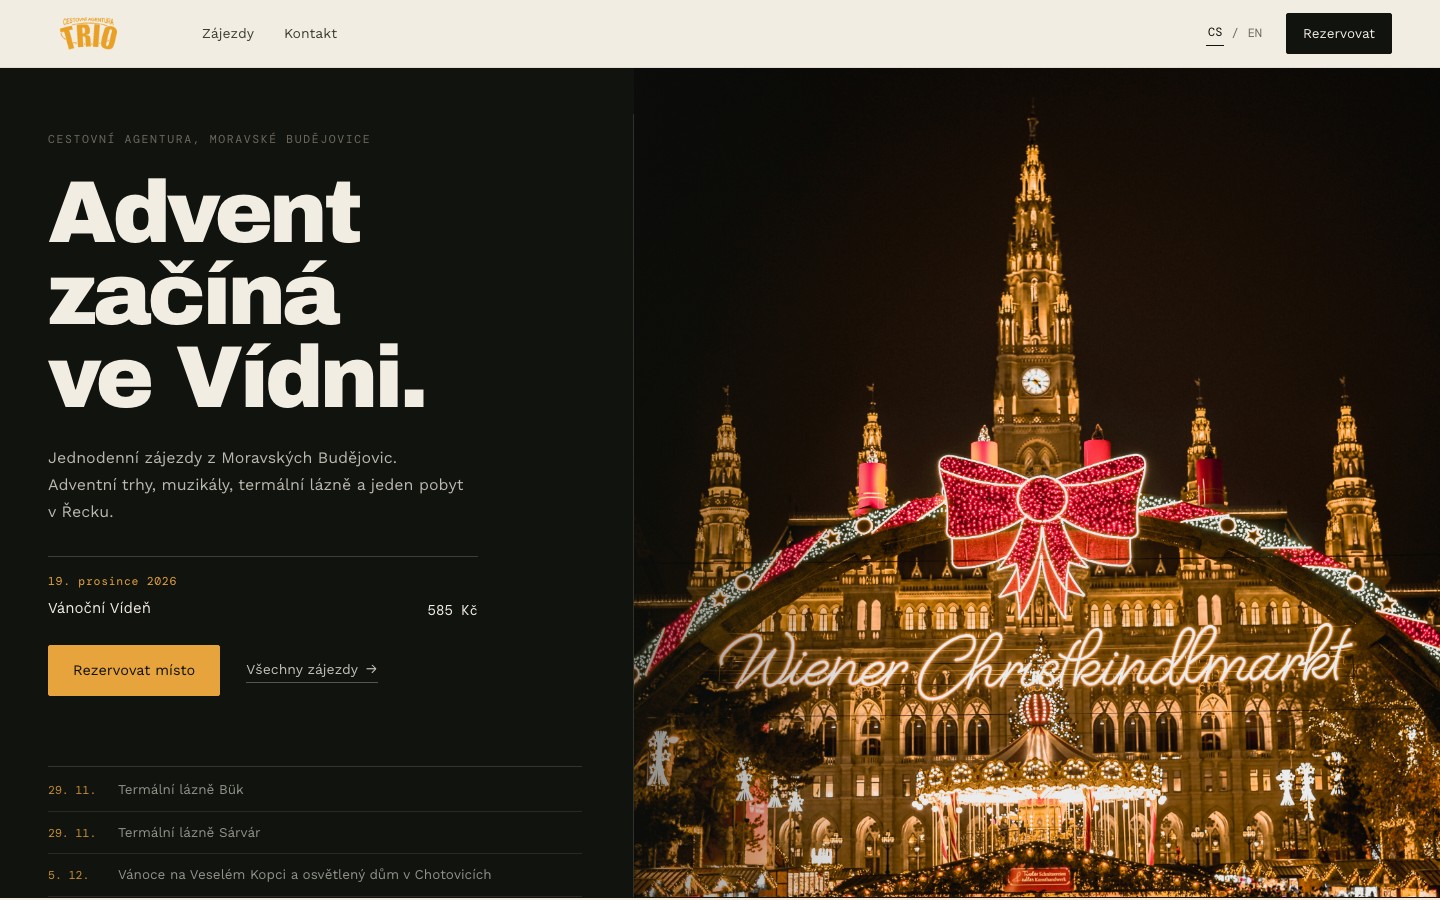 CESTOVNÍ AGENTURA
TRIO
Zájezdy
Kontakt
CS / EN
Rezervovat
CESTOVNÍ AGENTURA, MORAVSKÉ BUDĚJOVICE
Advent
začíná
ve Vídni.
Jednodenní zájezdy z Moravských Budějovic.
Adventní trhy, muzikály, termální lázně a jeden pobyt
v Řecku.
19. prosince 2026
Vánoční Vídeň
585 Kč
Rezervovat místo
Všechny zájezdy →
29. 11. Termální lázně Bük
29. 11. Termální lázně Sárvár
5. 12. Vánoce na Veselém Kopci a osvětlený dům v Chotovicích
Wiener Christkindlmarkt